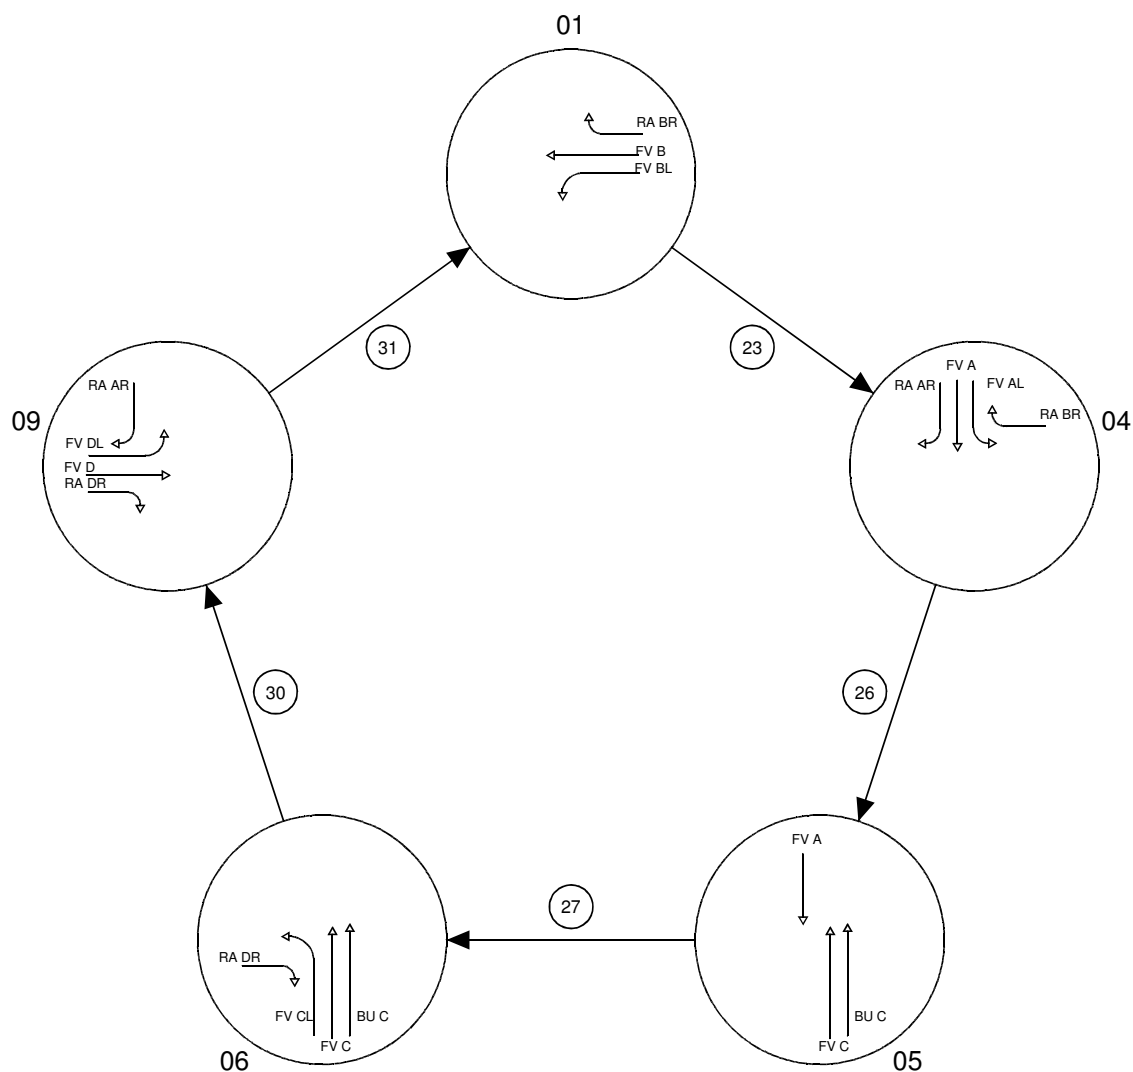 01
RA BR
FV B
FV BL
31
23
09
RA AR
FV DL
FV D
RA DR
04
FV A
RA AR
FV AL
RA BR
30
26
27
06
RA DR
FV CL
BU C
FV C
05
FV A
BU C
FV C